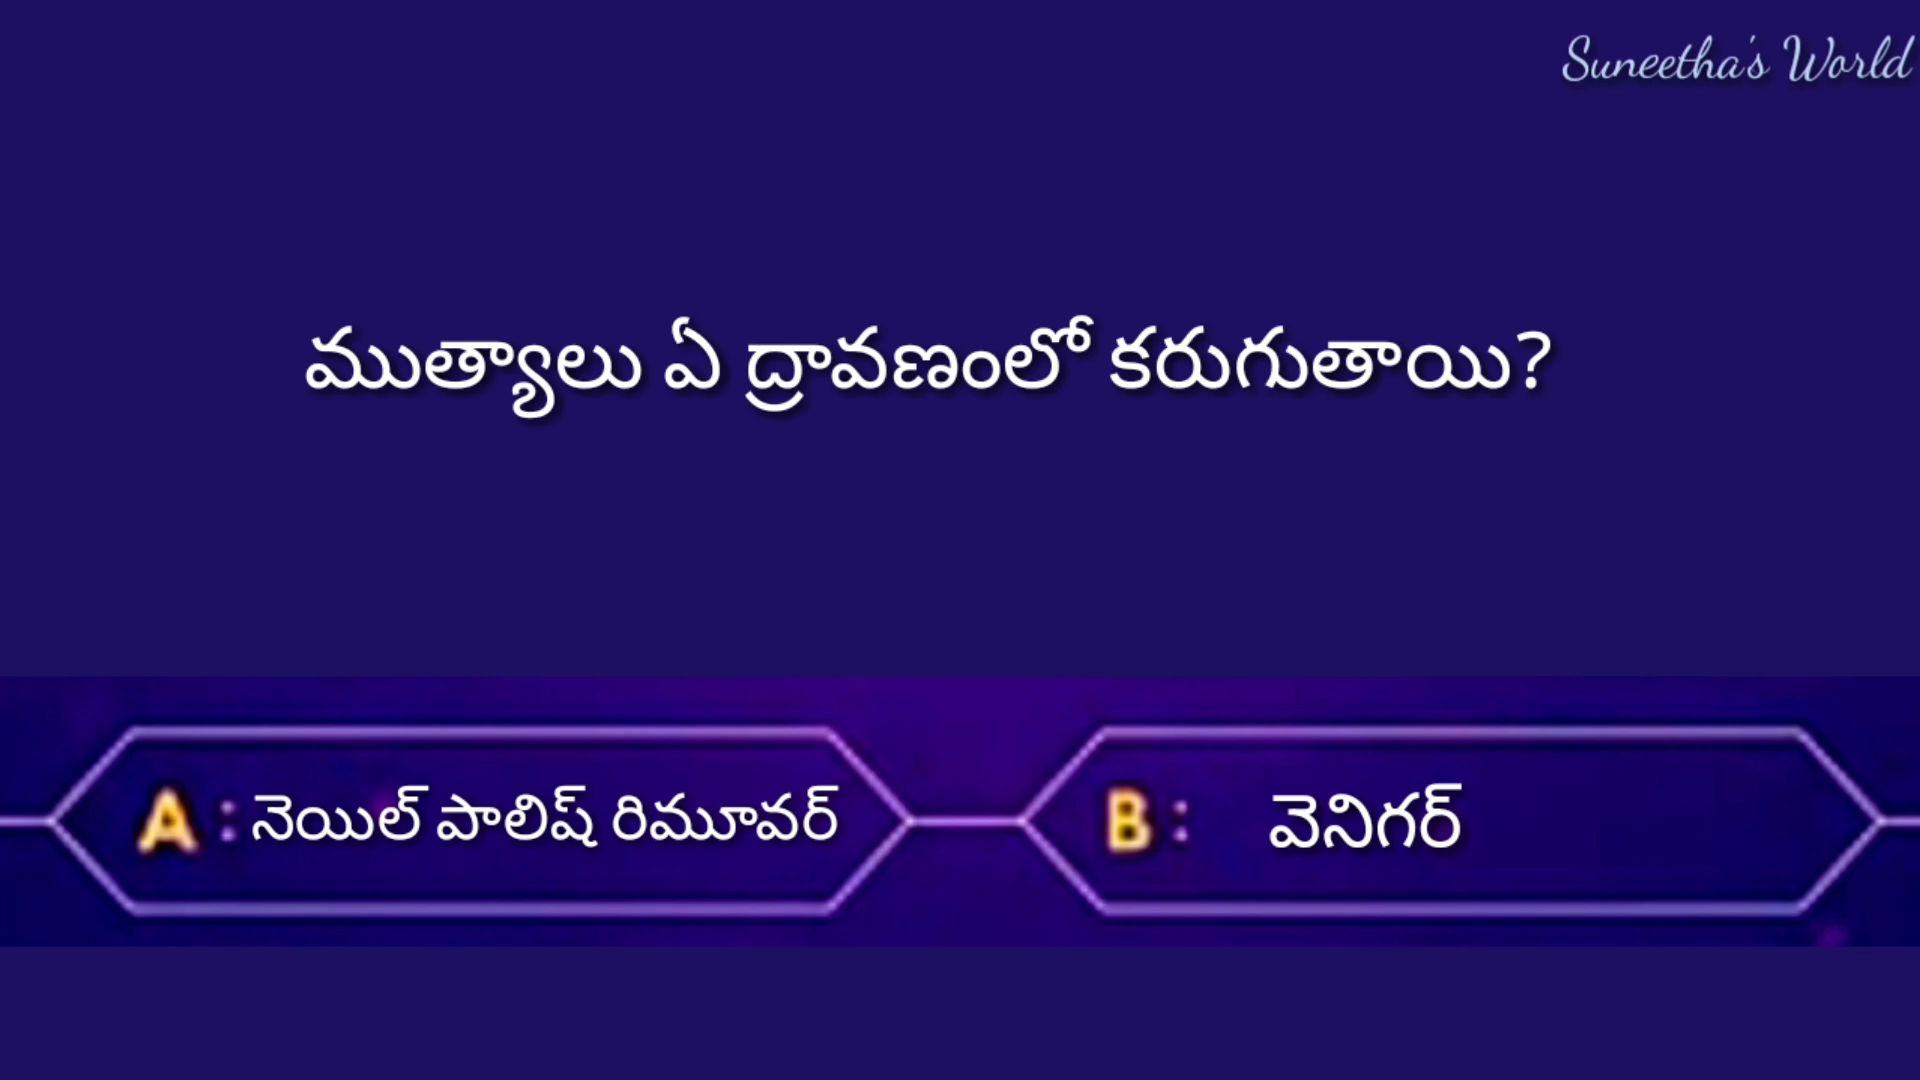 Suneetha's World
ముత్యాలు ఏ ద్రావణంలో కరుగుతాయి?
A : నెయిల్ పాలిష్ రిమూవర్
B : వెనిగర్